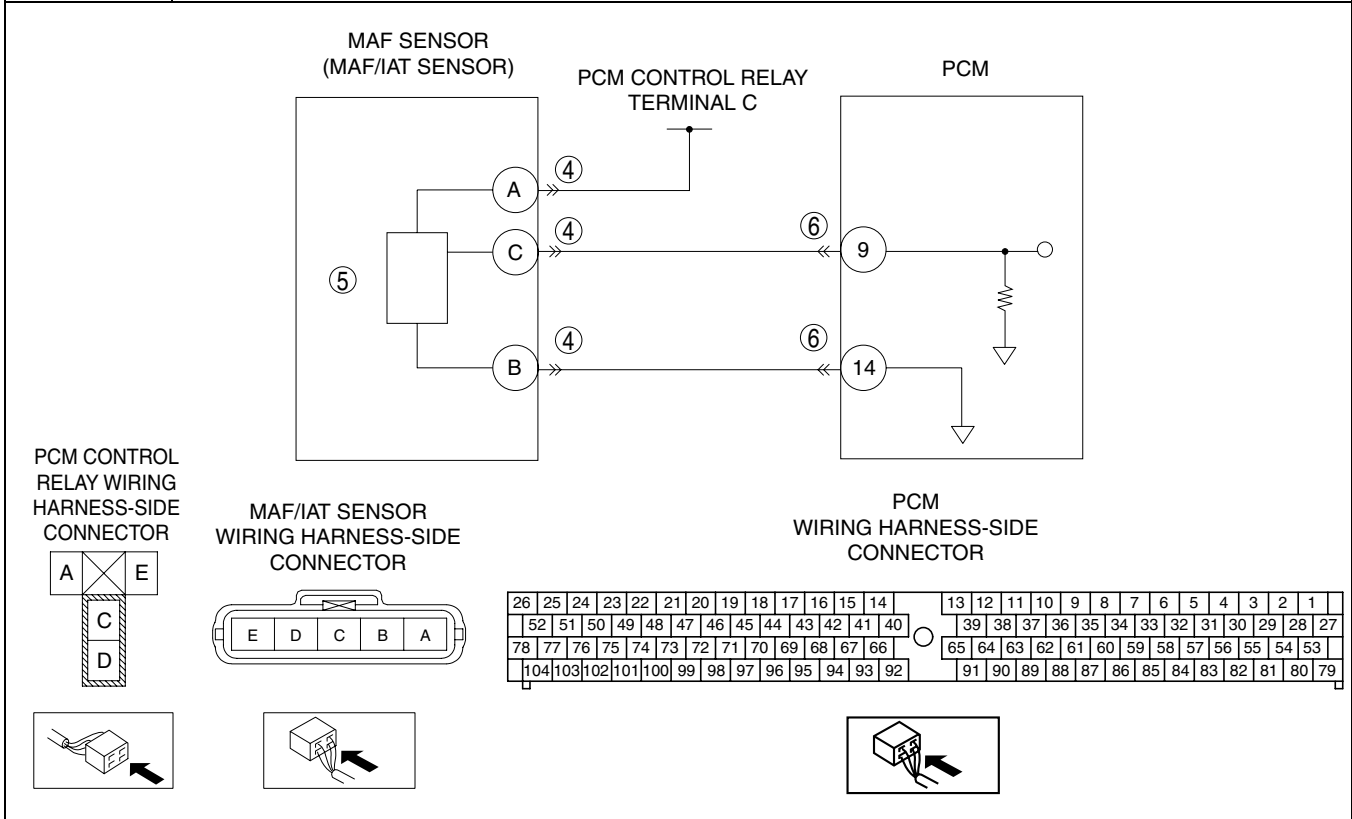 MAF SENSOR
(MAF/IAT SENSOR)
PCM CONTROL RELAY
TERMINAL C
PCM
A
4
C
4
6
9
5
B
4
6
14
PCM CONTROL
RELAY WIRING
HARNESS-SIDE
CONNECTOR
A E
C
D
MAF/IAT SENSOR
WIRING HARNESS-SIDE
CONNECTOR
E D C B A
PCM
WIRING HARNESS-SIDE
CONNECTOR
26 25 24 23 22 21 20 19 18 17 16 15 14 13 12 11 10 9 8 7 6 5 4 3 2 1
52 51 50 49 48 47 46 45 44 43 42 41 40 39 38 37 36 35 34 33 32 31 30 29 28 27
78 77 76 75 74 73 72 71 70 69 68 67 66 65 64 63 62 61 60 59 58 57 56 55 54 53
104 103 102 101 100 99 98 97 96 95 94 93 92 91 90 89 88 87 86 85 84 83 82 81 80 79